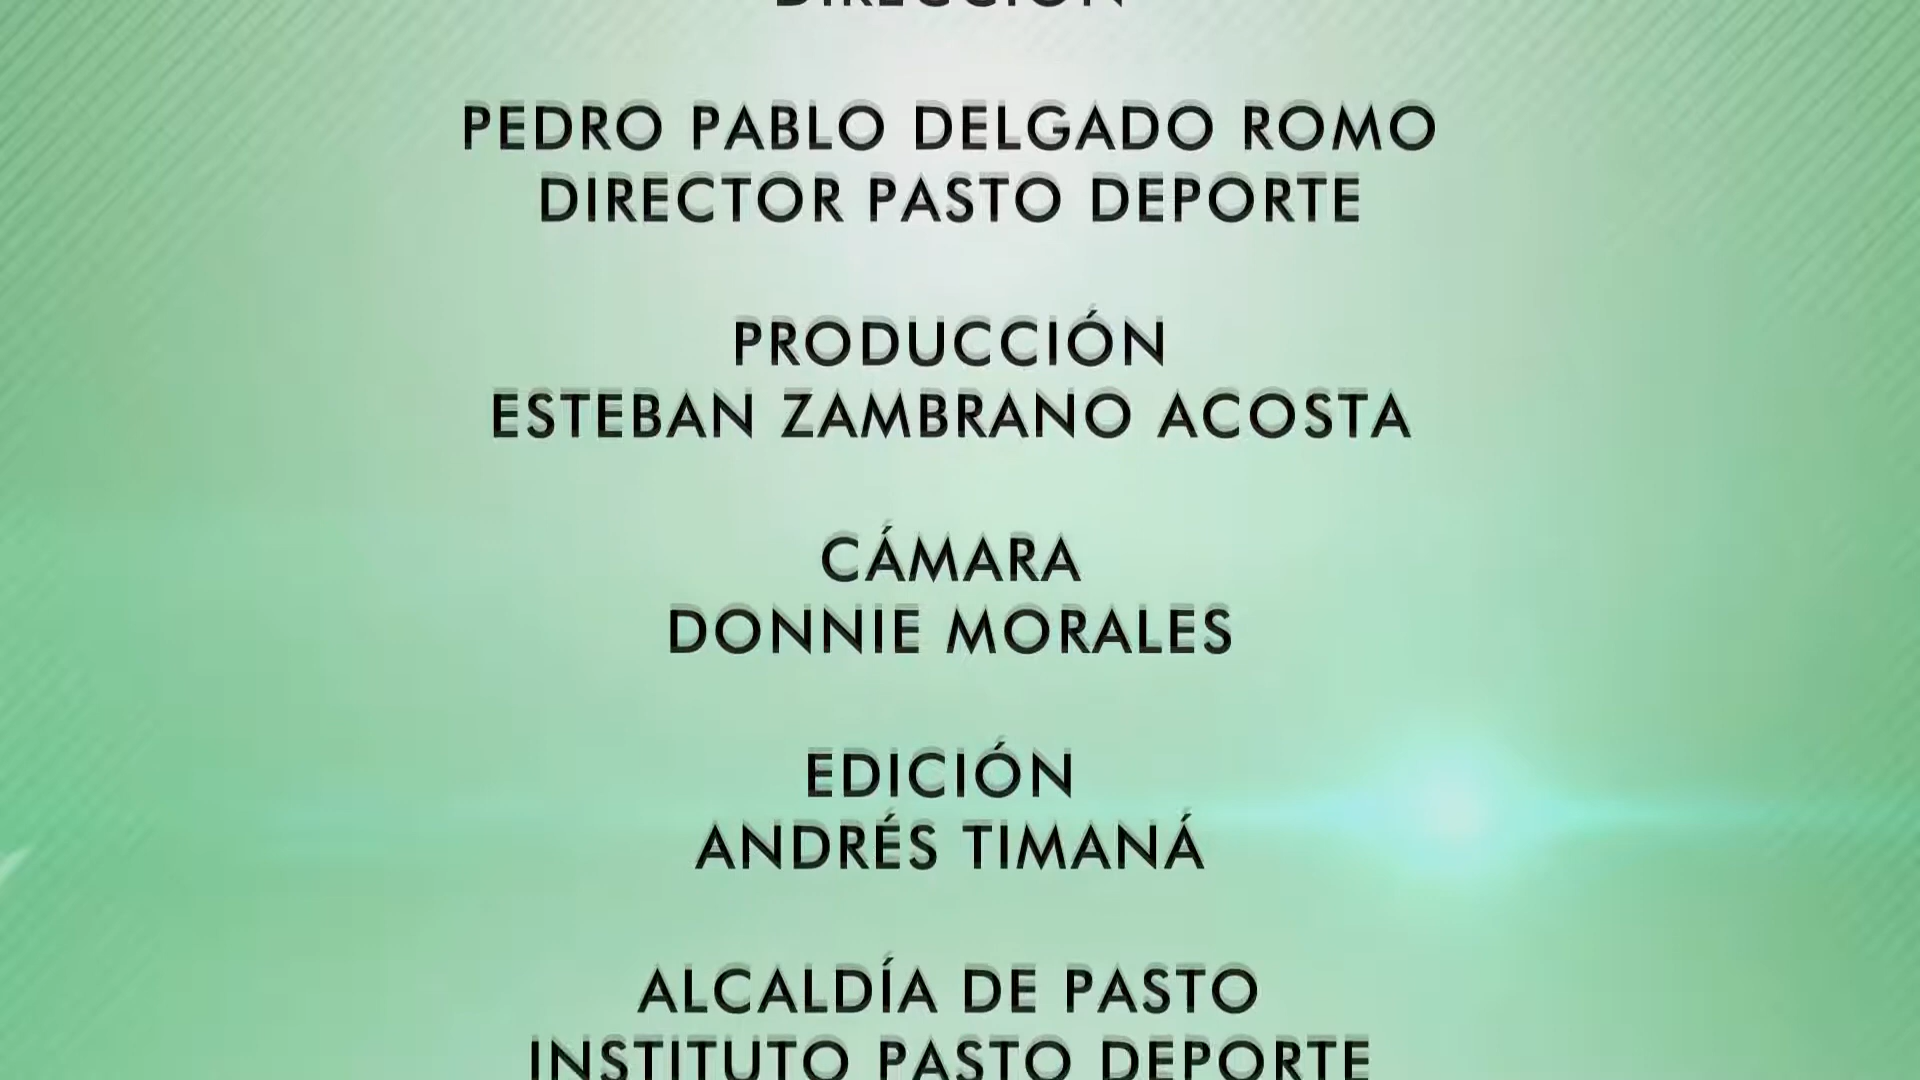 DIRECCIÓN
PEDRO PABLO DELGADO ROMO
DIRECTOR PASTO DEPORTE
PRODUCCIÓN
ESTEBAN ZAMBRANO ACOSTA
CÁMARA
DONNIE MORALES
EDICIÓN
ANDRÉS TIMANÁ
ALCALDÍA DE PASTO
INSTITUTO PASTO DEPORTE